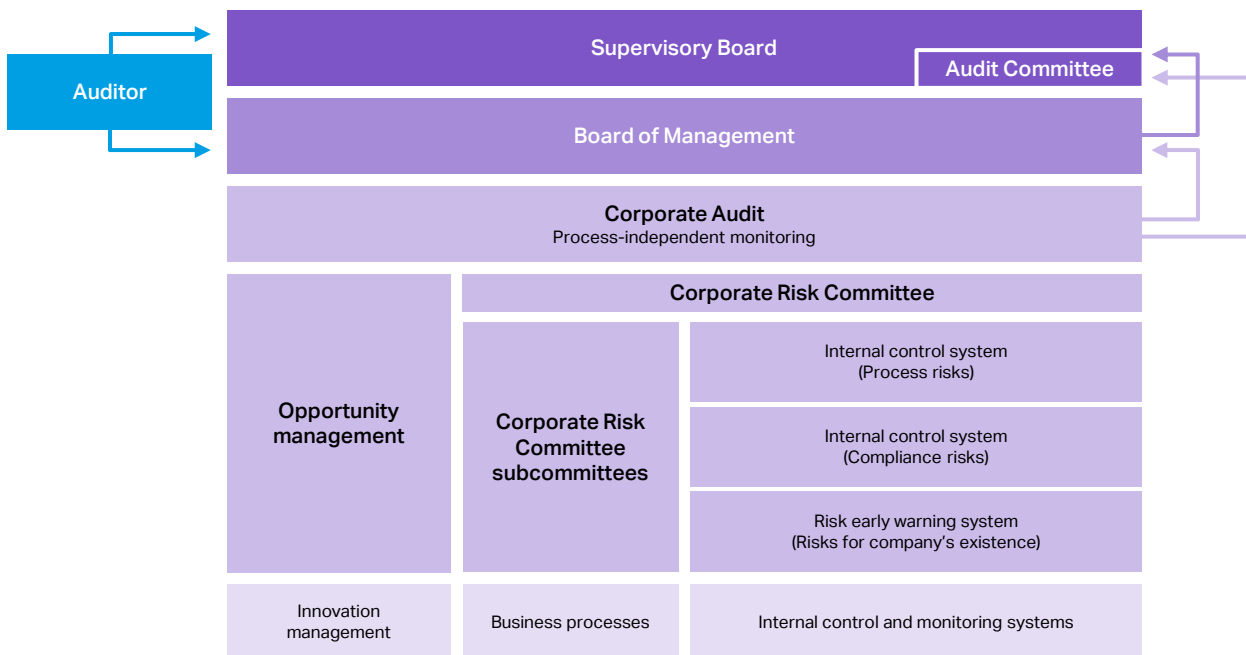 Supervisory Board
Audit Committee
Auditor
Board of Management
Corporate Audit
Process-independent monitoring
Corporate Risk Committee
Opportunity
management
Corporate Risk
Committee
subcommittees
Internal control system
(Process risks)
Internal control system
(Compliance risks)
Risk early warning system
(Risks for company’s existence)
Innovation
management
Business processes
Internal control and monitoring systems